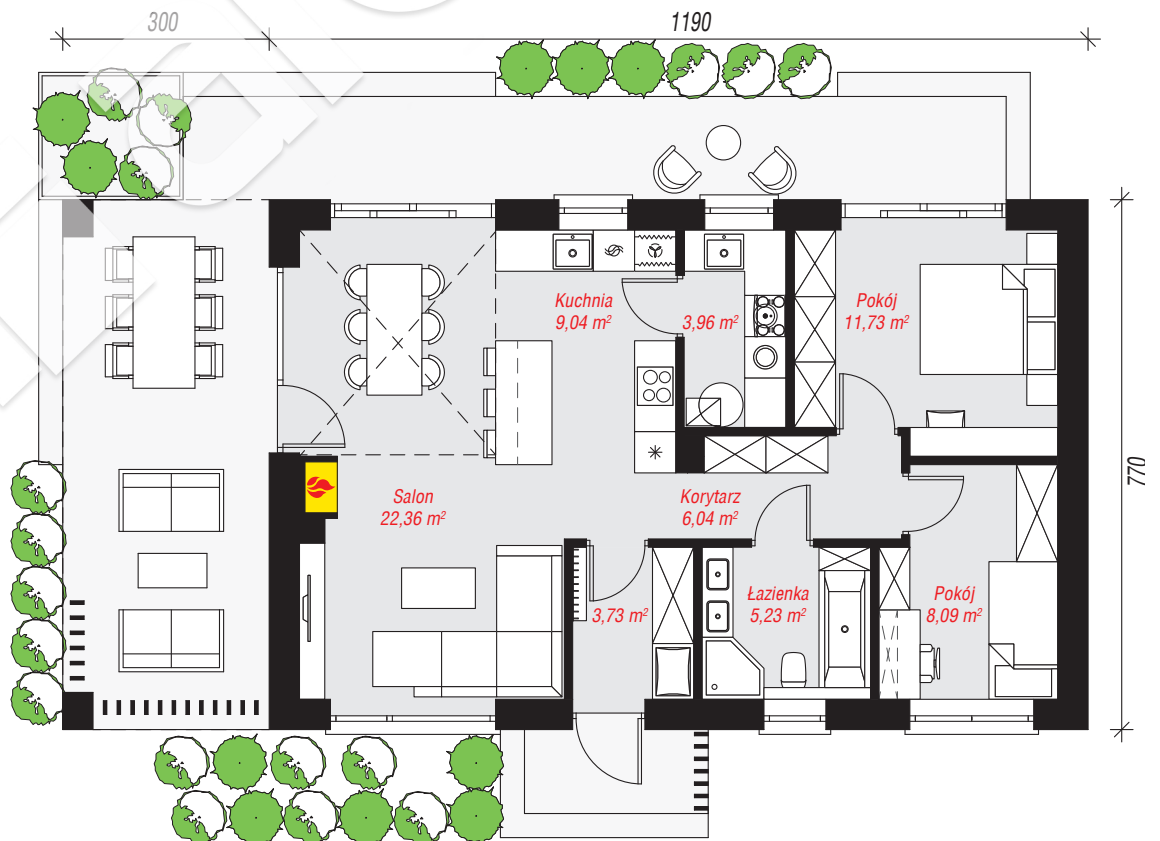 300
1190
Kuchnia
9,04 m²
3,96 m²
Pokój
11,73 m²
770
Salon
22,36 m²
Korytarz
6,04 m²
3,73 m²
Łazienka
5,23 m²
Pokój
8,09 m²